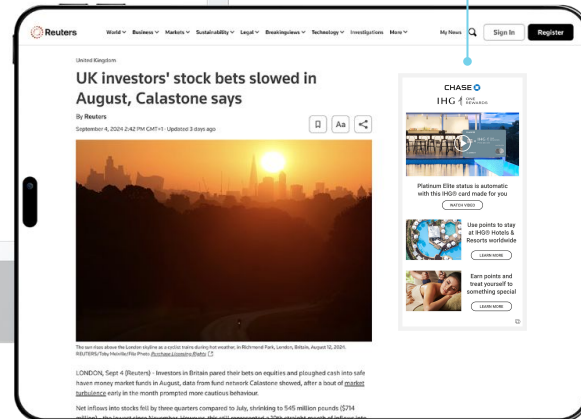 Reuters
World Business Markets Sustainability Legal Breakingviews Technology Investigations More
My News Sign In Register
United Kingdom
UK investors' stock bets slowed in
August, Calastone says
By Reuters
September 4, 2024 2:42 PM GMT+1 · Updated 3 days ago
Aa
The sun rises above the London skyline as a cyclist trains during hot weather, in Richmond Park, London, Britain, August 12, 2024.
REUTERS/Toby Melville/File Photo Purchase Licensing Rights
LONDON, Sept 4 (Reuters) - Investors in Britain pared their bets on equities and ploughed cash into safe
haven money market funds in August, data from fund network Calastone showed, after a bout of market
turbulence early in the month prompted more cautious behaviour.
Net inflows into stocks fell by three quarters compared to July, shrinking to 545 million pounds ($714
CHASE
IHG ONE
REWARDS
Platinum Elite status is automatic
with this IHG® card made for you
WATCH VIDEO
Use points to stay
at IHG® Hotels &
Resorts worldwide
LEARN MORE
Earn points and
treat yourself to
something special
LEARN MORE